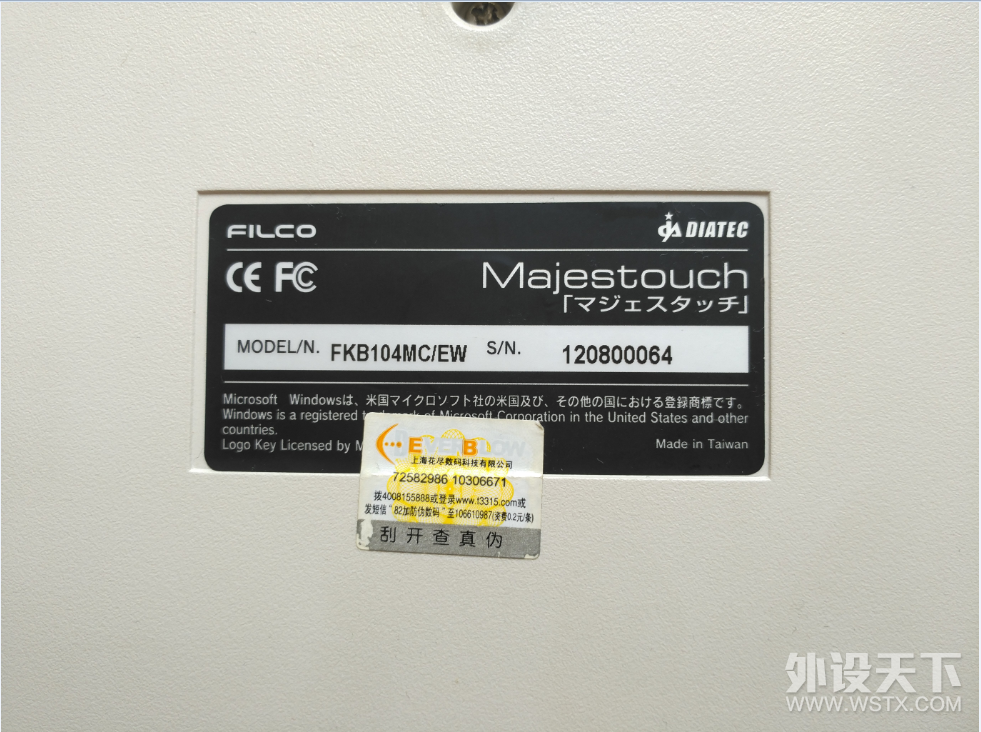 FILCO
DIATEC
CE FC
Majestouch
「マジェスタッチ」
MODEL/N. FKB104MC/EW S/N. 120800064
Microsoft Windowsは、米国マイクロソフト社の米国及び、その他の国における登録商標です。
Windows is a registered of Microsoft Corporation in the United States and other
countries.
Logo Key Licensed by
Made in Taiwan
E B
上海花尽数码科技有限公司
72582986 10306671
拨4008155888或登录www.t3315.com或
发短信"82加防伪数码"至106610987(资费0.2元/条)
刮开查真伪
外设天下
WWW.WSTX.COM